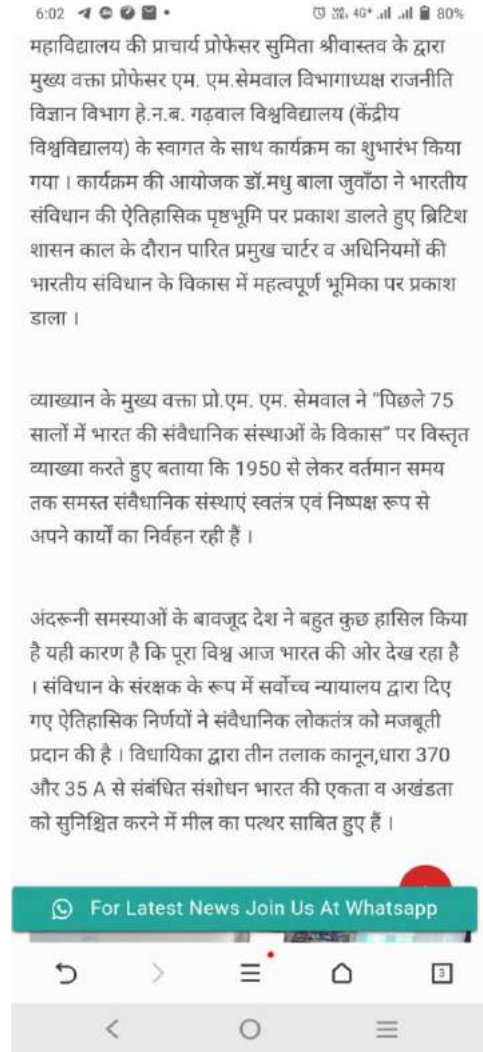 6:02
4G+ 80%
महाविद्यालय की प्राचार्य प्रोफेसर सुमिता श्रीवास्तव के द्वारा
मुख्य वक्ता प्रोफेसर एम. एम.सेमवाल विभागाध्यक्ष राजनीति
विज्ञान विभाग हे.न.ब. गढ़वाल विश्वविद्यालय (केंद्रीय
विश्वविद्यालय) के स्वागत के साथ कार्यक्रम का शुभारंभ किया
गया । कार्यक्रम की आयोजक डॉ.मधु बाला जुवाँठा ने भारतीय
संविधान की ऐतिहासिक पृष्ठभूमि पर प्रकाश डालते हुए ब्रिटिश
शासन काल के दौरान पारित प्रमुख चार्टर व अधिनियमों की
भारतीय संविधान के विकास में महत्वपूर्ण भूमिका पर प्रकाश
डाला ।
व्याख्यान के मुख्य वक्ता प्रो.एम. एम. सेमवाल ने "पिछले 75
सालों में भारत की संवैधानिक संस्थाओं के विकास” पर विस्तृत
व्याख्या करते हुए बताया कि 1950 से लेकर वर्तमान समय
तक समस्त संवैधानिक संस्थाएं स्वतंत्र एवं निष्पक्ष रूप से
अपने कार्यों का निर्वहन रही हैं ।
अंदरूनी समस्याओं के बावजूद देश ने बहुत कुछ हासिल किया
है यही कारण है कि पूरा विश्व आज भारत की ओर देख रहा है
। संविधान के संरक्षक के रूप में सर्वोच्च न्यायालय द्वारा दिए
गए ऐतिहासिक निर्णयों ने संवैधानिक लोकतंत्र को मजबूती
प्रदान की है । विधायिका द्वारा तीन तलाक कानून,धारा 370
और 35 A से संबंधित संशोधन भारत की एकता व अखंडता
को सुनिश्चित करने में मील का पत्थर साबित हुए हैं ।
For Latest News Join Us At Whatsapp
3